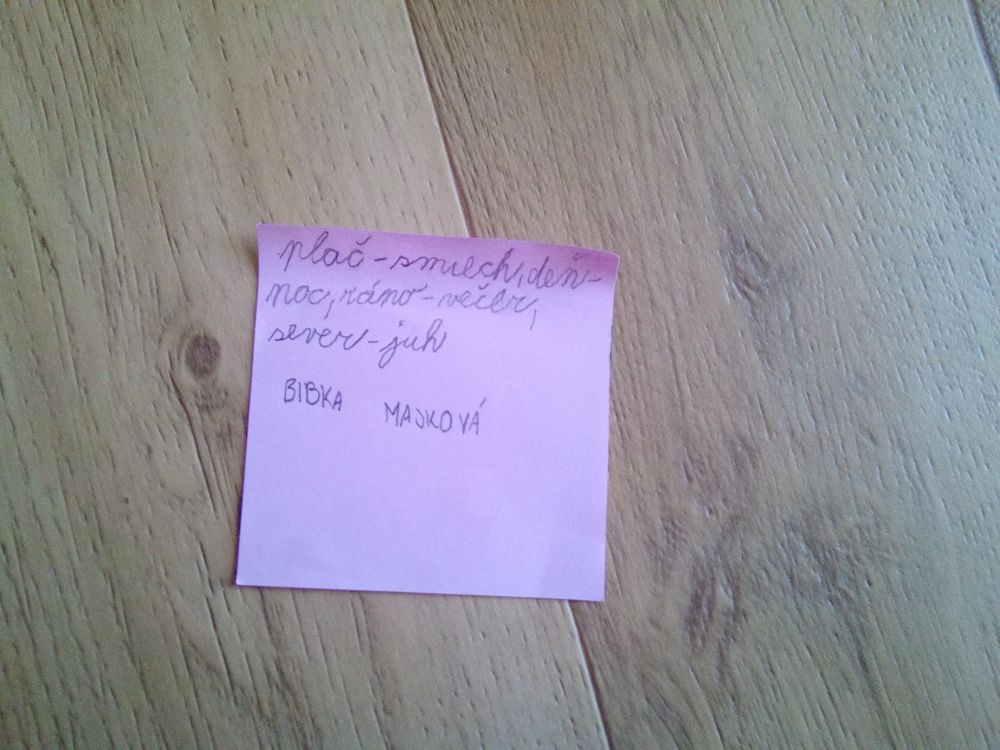 plač-smiech, deň-
noc, ráno-večer,
sever-juh
BIBKA MAJKOVÁ